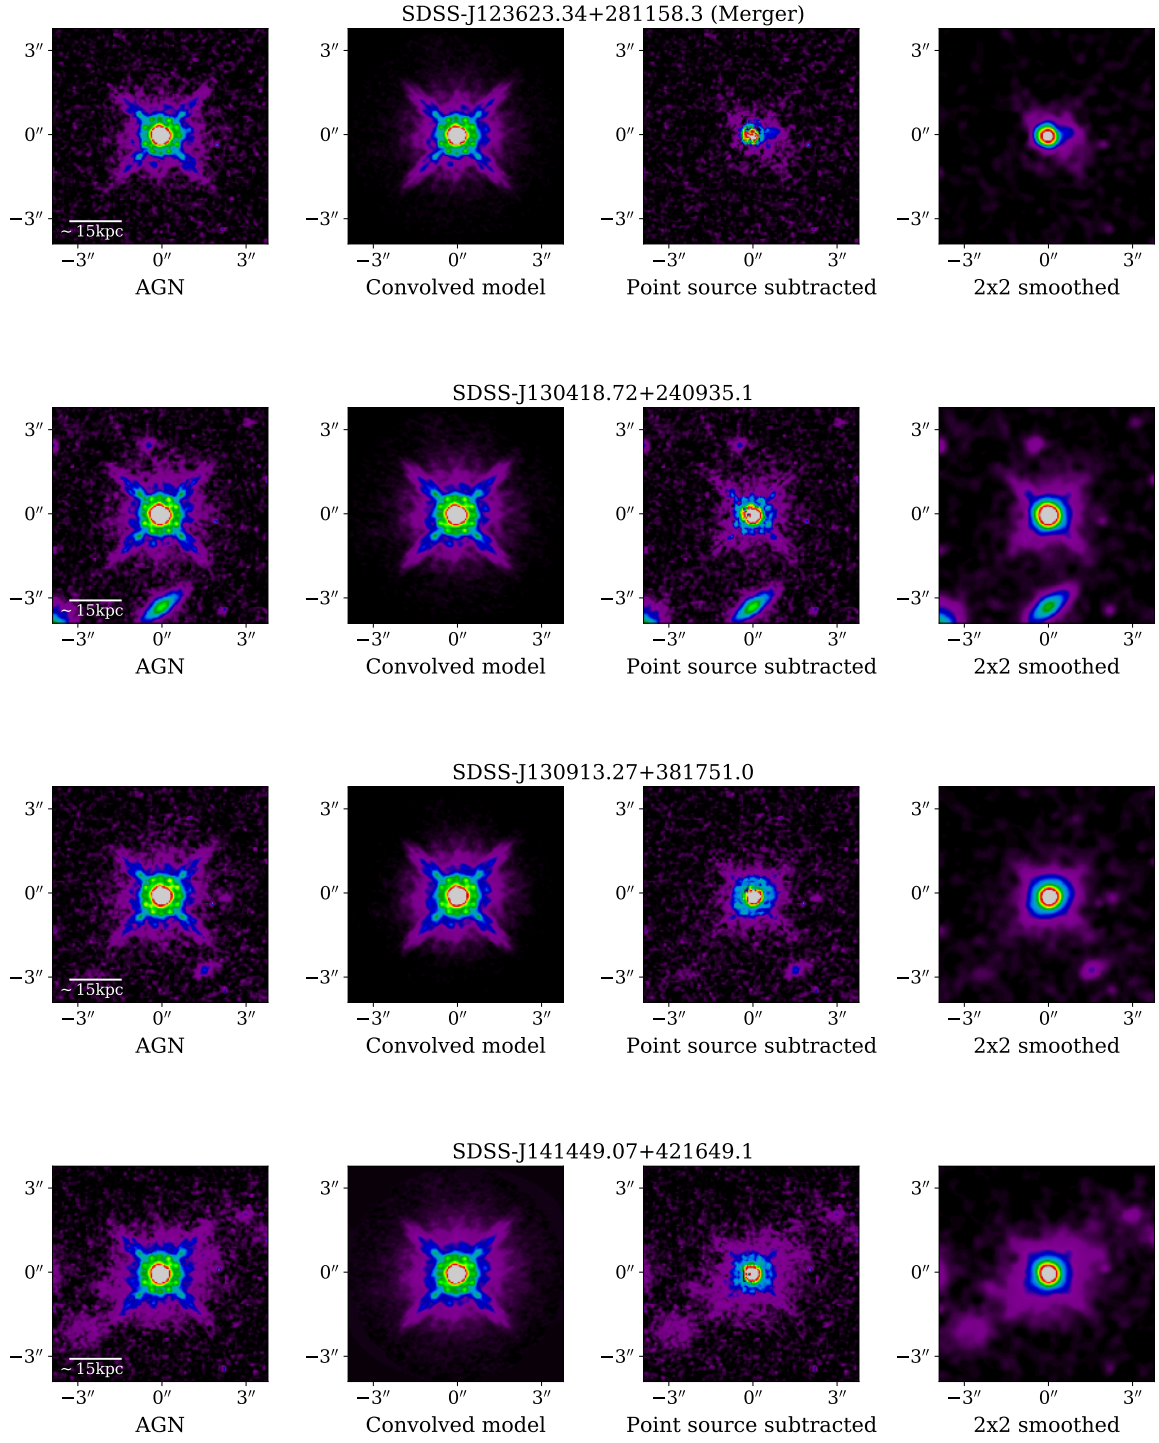 SDSS-J123623.34+281158.3 (Merger)
3″ 3″ 3″ 3″
0″ 0″ 0″ 0″
−3″ −3″ −3″ −3″
~ 15kpc
−3″ 0″ 3″ −3″ 0″ 3″ −3″ 0″ 3″ −3″ 0″ 3″
AGN Convolved model Point source subtracted 2x2 smoothed
SDSS-J130418.72+240935.1
3″ 3″ 3″ 3″
0″ 0″ 0″ 0″
−3″ −3″ −3″ −3″
~ 15kpc
−3″ 0″ 3″ −3″ 0″ 3″ −3″ 0″ 3″ −3″ 0″ 3″
AGN Convolved model Point source subtracted 2x2 smoothed
SDSS-J130913.27+381751.0
3″ 3″ 3″ 3″
0″ 0″ 0″ 0″
−3″ −3″ −3″ −3″
~ 15kpc
−3″ 0″ 3″ −3″ 0″ 3″ −3″ 0″ 3″ −3″ 0″ 3″
AGN Convolved model Point source subtracted 2x2 smoothed
SDSS-J141449.07+421649.1
3″ 3″ 3″ 3″
0″ 0″ 0″ 0″
−3″ −3″ −3″ −3″
~ 15kpc
−3″ 0″ 3″ −3″ 0″ 3″ −3″ 0″ 3″ −3″ 0″ 3″
AGN Convolved model Point source subtracted 2x2 smoothed